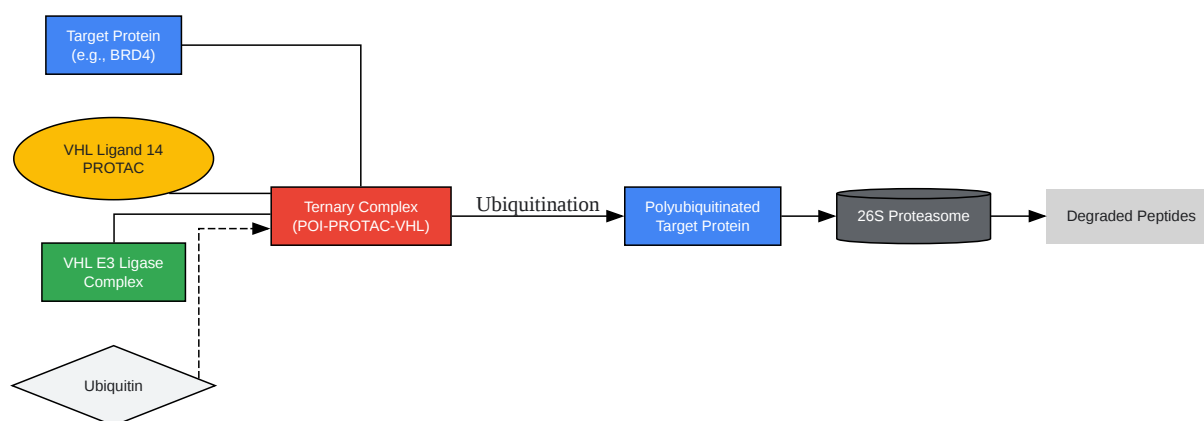 Target Protein
(e.g., BRD4)
VHL Ligand 14
PROTAC
VHL E3 Ligase
Complex
Ubiquitin
Ternary Complex
(POI-PROTAC-VHL)
Ubiquitination
Polyubiquitinated
Target Protein
26S Proteasome
Degraded Peptides